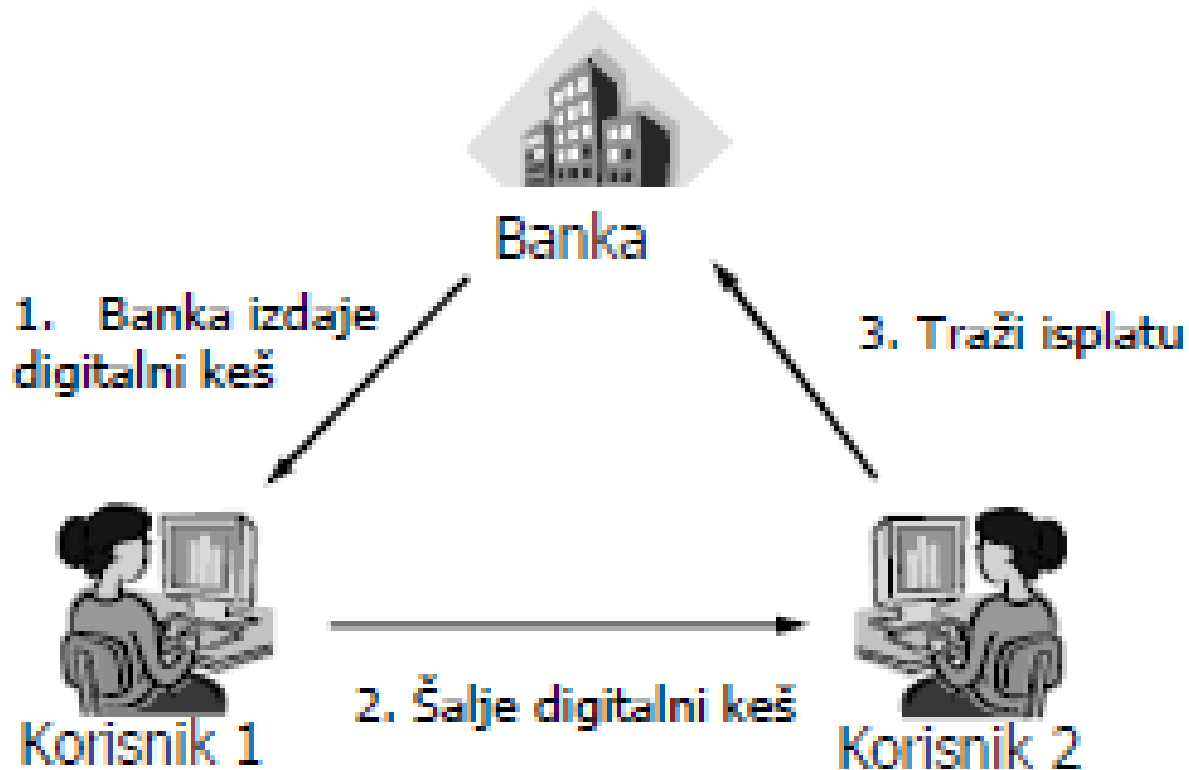 Banka
1. Banka izdaje
digitalni keš
3. Traži isplatu
2. Šalje digitalni keš
Korisnik 1
Korisnik 2